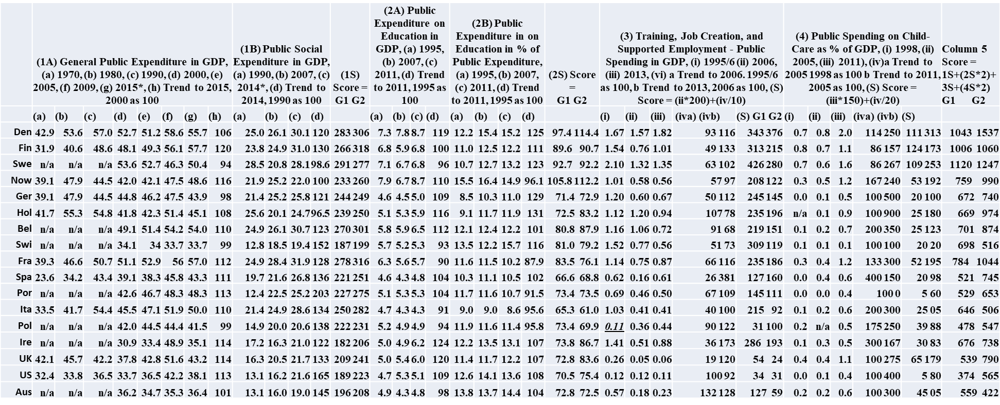 (1A) General Public Expenditure in GDP, (a) 1970, (b) 1980, (c) 1990, (d) 2000, (e) 2005, (f) 2009, (g) 2015*, (h) Trend to 2015, 2000 as 100
(1B) Public Social Expenditure in GDP, (a) 1990, (b) 2007, (c) 2014*, (d) Trend to 2014, 1990 as 100
(1S) Score = G1 G2
(2A) Public Expenditure on Education in GDP, (a) 1995, (b) 2007, (c) 2011, (d) Trend to 2011, 1995 as 100
(2B) Public Expenditure in on Education in % of Public Expenditure, (a) 1995, (b) 2007, (c) 2011, (d) Trend to 2011, 1995 as 100
(2S) Score = G1 G2
(3) Training, Job Creation, and Supported Employment - Public Spending in GDP, (i) 1995/6 (ii) 2006, (iii) 2013, (vi) a Trend to 2006. 1995/6 as 100, b Trend to 2013, 2006 as 100, (S) Score = (ii*200)+(iv/10)
(4) Public Spending on Child-Care as % of GDP, (i) 1998, (ii) 2005, (iii) 2011), (iv)a Trend to 2005 1998 as 100 b Trend to 2011, 2005 as 100, (S) Score = (iii*150)+(iv/20)
Column 5 Score = 1S+(2S*2)+ 3S+(4S*2) G1 G2
(a) (b) (c) (d) (e) (f) (g) (h) (a) (b) (c) (d) (a) (b) (c) (d) (a) (b) (c) (d) (i) (ii) (iii) (iva) (ivb) (S) G1 G2 (i) (ii) (iii) (iva) (ivb) (S)
Den 42.9 53.6 57.0 52.7 51.2 58.6 55.7 106 25.0 26.1 30.1 120 283 306 7.3 7.8 8.7 119 12.2 15.4 15.2 125 97.4 114.4 1.67 1.57 1.82 93 116 343 376 0.7 0.8 2.0 114 250 111 313 1043 1537
Fin 31.9 40.6 48.6 48.1 49.3 56.1 57.7 120 23.8 24.9 31.0 130 266 318 6.8 5.9 6.8 100 11.0 12.5 12.2 111 89.6 90.7 1.54 0.76 1.01 49 133 313 215 0.8 0.7 1.1 86 157 124 173 1006 1060
Swe n/a n/a n/a 53.6 52.7 46.3 50.4 94 28.5 20.8 28.1 98.6 291 277 7.1 6.7 6.8 96 10.7 12.7 13.2 123 92.7 92.2 2.10 1.32 1.35 63 102 426 280 0.7 0.6 1.6 86 267 109 253 1120 1247
Now 39.1 47.9 44.5 42.0 42.1 47.5 48.6 116 21.9 25.2 22.0 100 233 260 7.9 6.7 8.7 110 15.5 16.4 14.9 96.1 105.8 112.2 1.01 0.58 0.56 57 97 208 122 0.3 0.5 1.2 167 240 53 192 759 990
Ger 39.1 47.9 44.5 44.8 46.2 47.5 43.9 98 21.4 25.2 25.8 121 244 249 4.6 4.5 5.0 109 8.5 10.3 11.0 129 71.4 72.9 1.20 0.60 0.67 50 112 245 145 0.0 0.1 0.5 100 500 20 100 672 740
Hol 41.7 55.3 54.8 41.8 42.3 51.4 45.1 108 25.6 20.1 24.7 96.5 239 250 5.1 5.3 5.9 116 9.1 11.7 11.9 131 72.5 83.2 1.12 1.20 0.94 107 78 235 196 n/a 0.1 0.9 100 900 25 180 669 974
Bel n/a n/a n/a 49.1 51.4 54.2 54.0 110 24.9 26.1 30.7 123 270 301 5.8 5.9 6.5 112 12.1 12.4 12.2 101 80.8 87.9 1.16 1.06 0.72 91 68 219 151 0.1 0.2 0.7 200 350 25 123 701 874
Swi n/a n/a n/a 34.1 34 33.7 33.7 99 12.8 18.5 19.4 152 187 199 5.7 5.2 5.3 93 13.5 12.2 15.7 116 81.0 79.2 1.52 0.77 0.56 51 73 309 119 0.1 0.1 0.1 100 100 20 20 698 516
Fra 39.3 46.6 50.7 51.1 52.9 56 57.0 112 24.9 28.4 31.9 128 278 316 6.3 5.6 5.7 90 11.6 11.5 10.2 87.9 83.5 76.1 1.14 0.75 0.87 66 116 235 186 0.3 0.4 1.2 133 300 52 195 784 1044
Spa 23.6 34.2 43.4 39.1 38.3 45.8 43.3 111 19.7 21.6 26.8 136 221 251 4.6 4.3 4.8 104 10.3 11.1 10.5 102 66.6 68.8 0.62 0.16 0.61 26 381 127 160 0.0 0.4 0.6 400 150 20 98 521 745
Por n/a n/a n/a 42.6 46.7 48.3 48.3 113 12.4 22.5 25.2 203 227 275 5.1 5.3 5.3 104 11.7 11.6 10.7 91.5 73.4 73.5 0.69 0.46 0.50 67 109 145 111 0.0 0.0 0.4 100 0 5 60 529 653
Ita 33.5 41.7 54.4 45.5 47.1 51.9 50.0 110 21.4 24.9 28.6 134 250 282 4.7 4.3 4.3 91 9.0 9.0 8.6 95.6 65.3 61.0 1.03 0.41 0.41 40 100 215 92 0.1 0.2 0.6 200 300 25 05 646 506
Pol n/a n/a n/a 42.0 44.5 44.4 41.5 99 14.9 20.0 20.6 138 222 231 5.2 4.9 4.9 94 11.9 11.6 11.4 95.8 73.4 69.9 0.11 0.36 0.44 90 122 31 100 0.2 n/a 0.5 175 250 39 88 478 547
Ire n/a n/a n/a 30.9 33.4 48.9 35.1 114 17.2 16.3 21.0 122 182 206 5.0 4.9 6.2 124 12.2 13.5 13.1 107 73.8 86.7 1.41 0.51 0.88 36 173 286 193 0.1 0.3 0.5 300 167 30 83 676 738
UK 42.1 45.7 42.2 37.8 42.8 51.6 43.2 114 16.3 20.5 21.7 133 209 241 5.0 5.4 6.0 120 11.4 11.7 12.2 107 72.8 83.6 0.26 0.05 0.06 19 120 54 24 0.4 0.4 1.1 100 275 65 179 539 790
US 32.4 33.8 36.5 33.7 36.5 42.2 38.1 113 13.1 16.2 21.6 165 189 223 4.7 5.3 5.1 109 12.6 14.1 13.6 108 70.5 75.4 0.12 0.12 0.11 100 92 34 31 0.0 0.1 0.4 100 400 5 80 374 565
Aus n/a n/a n/a 36.2 34.7 35.3 36.4 101 13.1 16.0 19.0 145 196 208 4.9 4.3 4.8 98 13.8 13.7 14.4 104 72.8 72.5 0.57 0.18 0.23 132 128 127 59 0.2 0.2 0.6 100 300 45 05 559 422